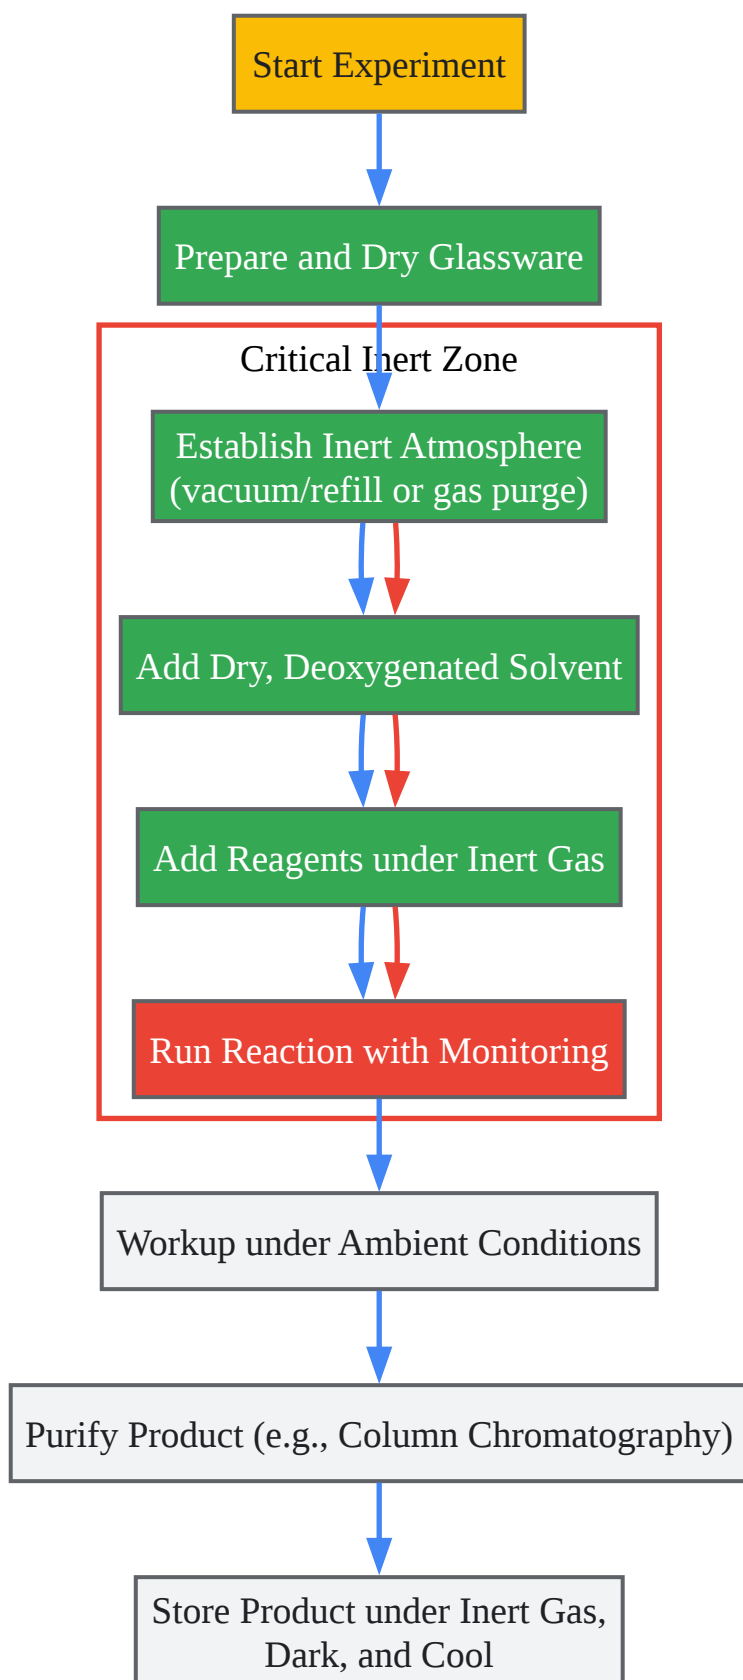 Start Experiment
Prepare and Dry Glassware
Critical Inert Zone
Establish Inert Atmosphere
(vacuum/refill or gas purge)
Add Dry, Deoxygenated Solvent
Add Reagents under Inert Gas
Run Reaction with Monitoring
Workup under Ambient Conditions
Purify Product (e.g., Column Chromatography)
Store Product under Inert Gas,
Dark, and Cool